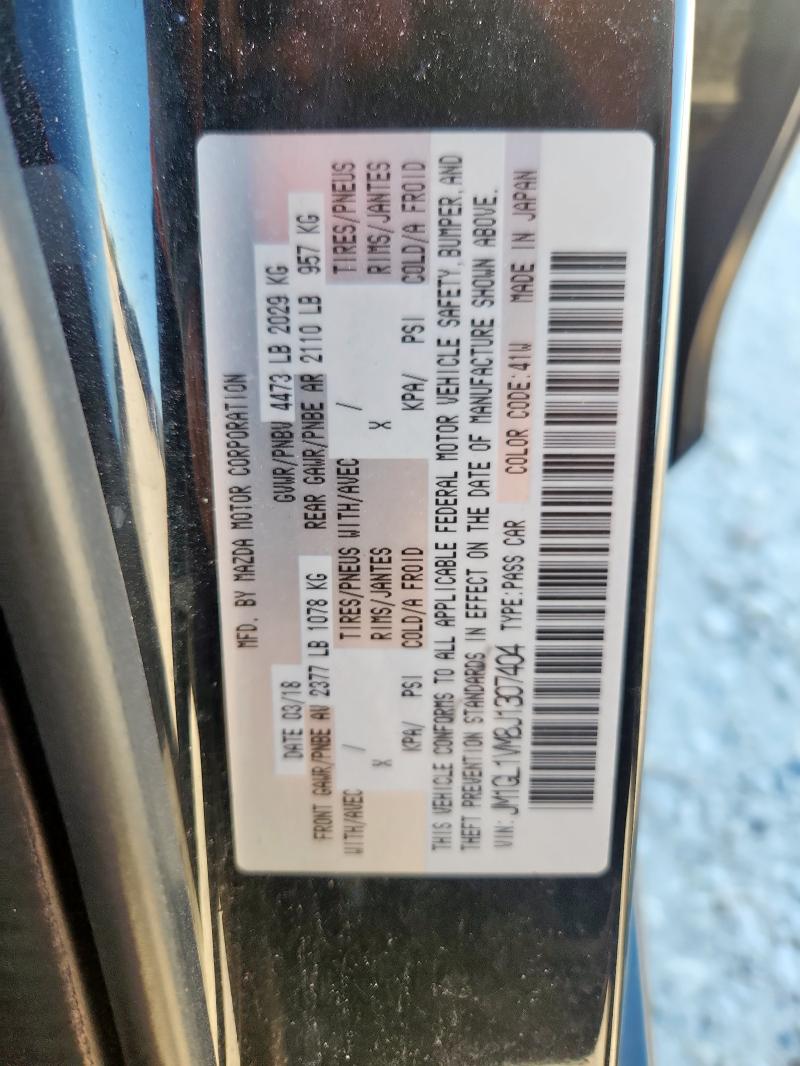 MFD. BY MAZDA MOTOR CORPORATION
DATE 03/18 GVWR/PNBV 4473 LB 2029 KG
FRONT GAWR/PNBE AV 2377 LB 1078 KG REAR GAWR/PNBE AR 2110 LB 957 KG
WITH/AVEC / TIRES/PNEUS WITH/AVEC / TIRES/PNEUS
X RIMS/JANTES X RIMS/JANTES
KPA/ PSI COLD/A FROID KPA/ PSI COLD/A FROID
THIS VEHICLE CONFORMS TO ALL APPLICABLE FEDERAL MOTOR VEHICLE SAFETY, BUMPER, AND
THEFT PREVENTION STANDARDS IN EFFECT ON THE DATE OF MANUFACTURE SHOWN ABOVE.
VIN: JM1GL1VM8J1307404 TYPE: PASS CAR COLOR CODE: 41W MADE IN JAPAN